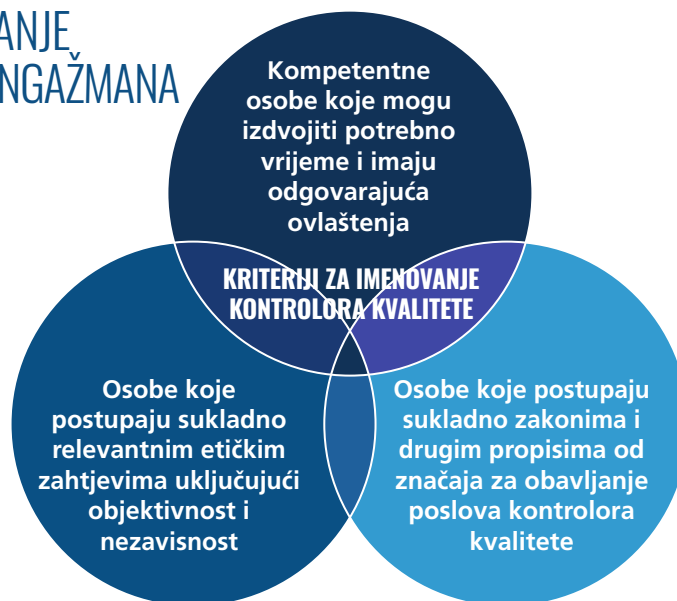 ANJE
NGAŽMANA
Kompetentne
osobe koje mogu
izdvojiti potrebno
vrijeme i imaju
odgovarajuća
ovlaštenja
KRITERIJI ZA IMENOVANJE
KONTROLORA KVALITETE
Osobe koje
postupaju sukladno
relevantnim etičkim
zahtjevima uključujući
objektivnost i
nezavisnost
Osobe koje postupaju
sukladno zakonima i
drugim propisima od
značaja za obavljanje
poslova kontrolora
kvalitete